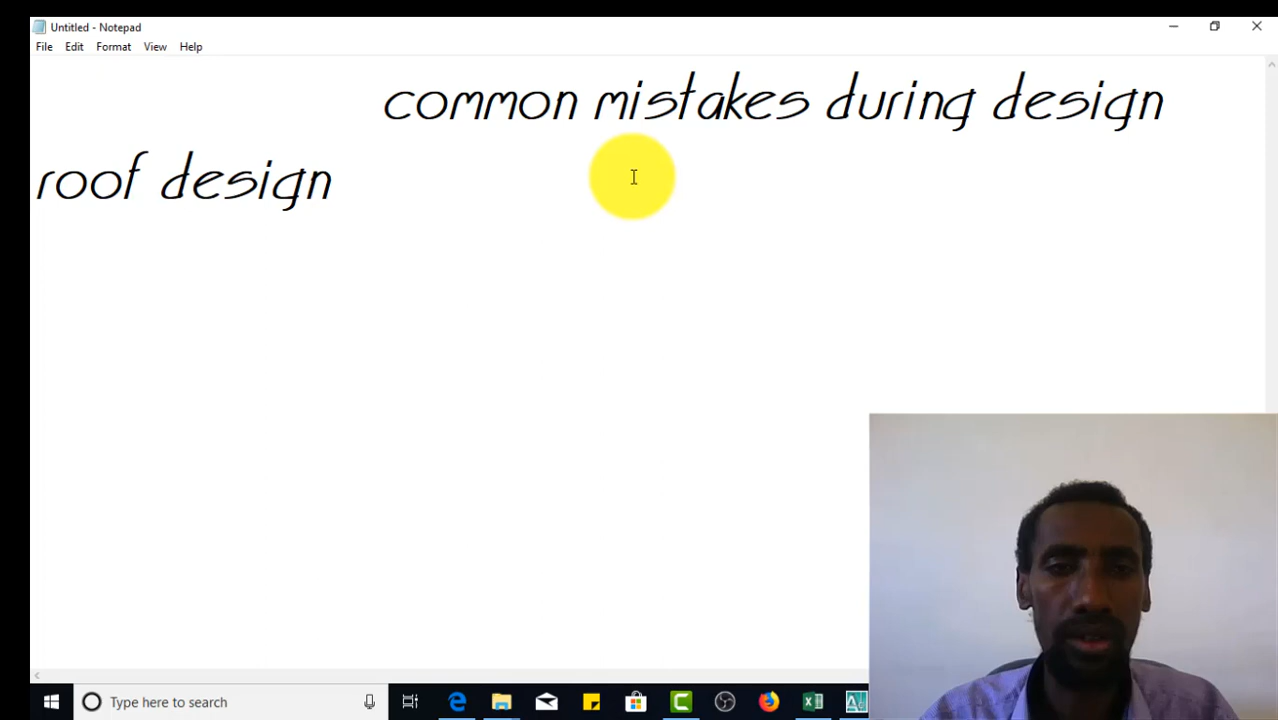 Untitled - Notepad
File Edit Format View Help
common mistakes during design
roof design
Type here to search